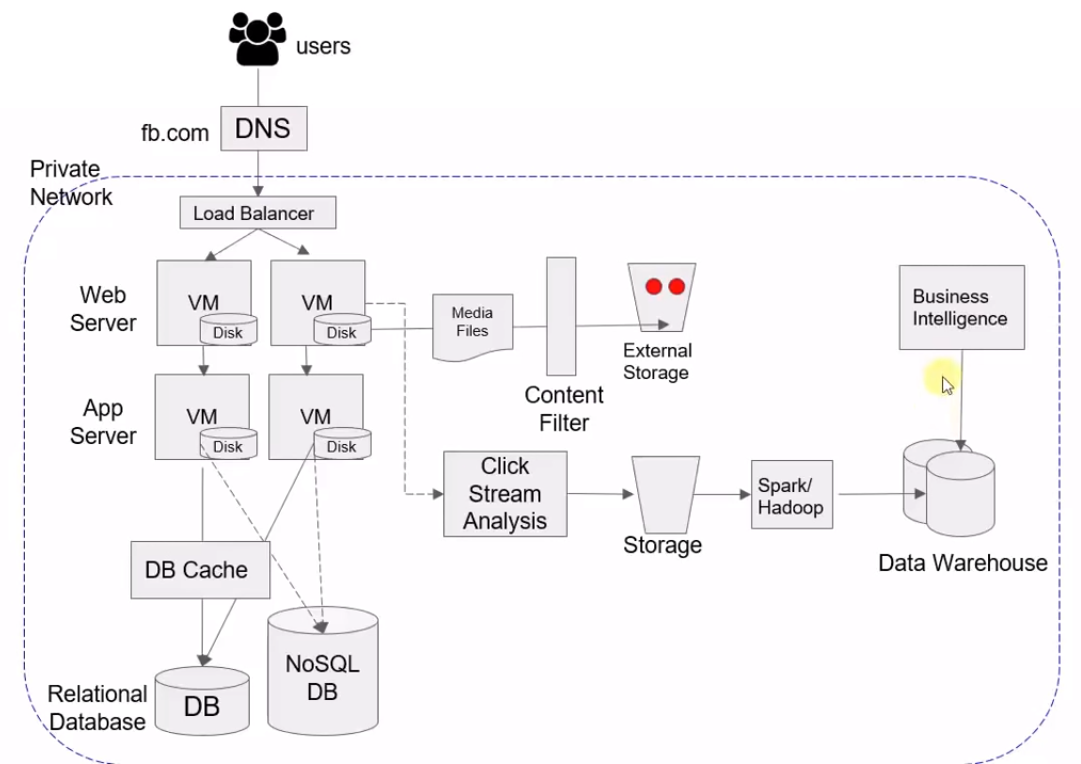 users
fb.com
DNS
Private
Network
Load Balancer
Web
Server
VM
Disk
VM
Disk
Media
Files
Content
Filter
External
Storage
Business
Intelligence
App
Server
VM
Disk
VM
Disk
Click
Stream
Analysis
Storage
Spark/
Hadoop
Data Warehouse
DB Cache
NoSQL
DB
Relational
Database
DB